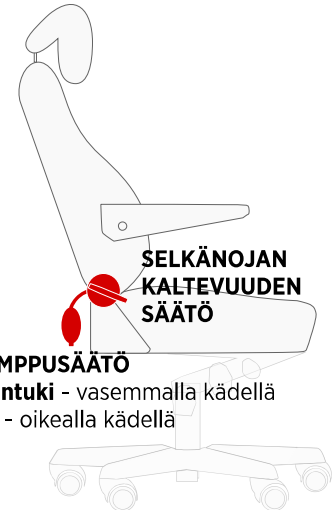 SELKÄNOJAN
KALTEVUUDEN
SÄÄTÖ
MPPUSÄÄTÖ
ntuki - vasemmalla kädellä
- oikealla kädellä